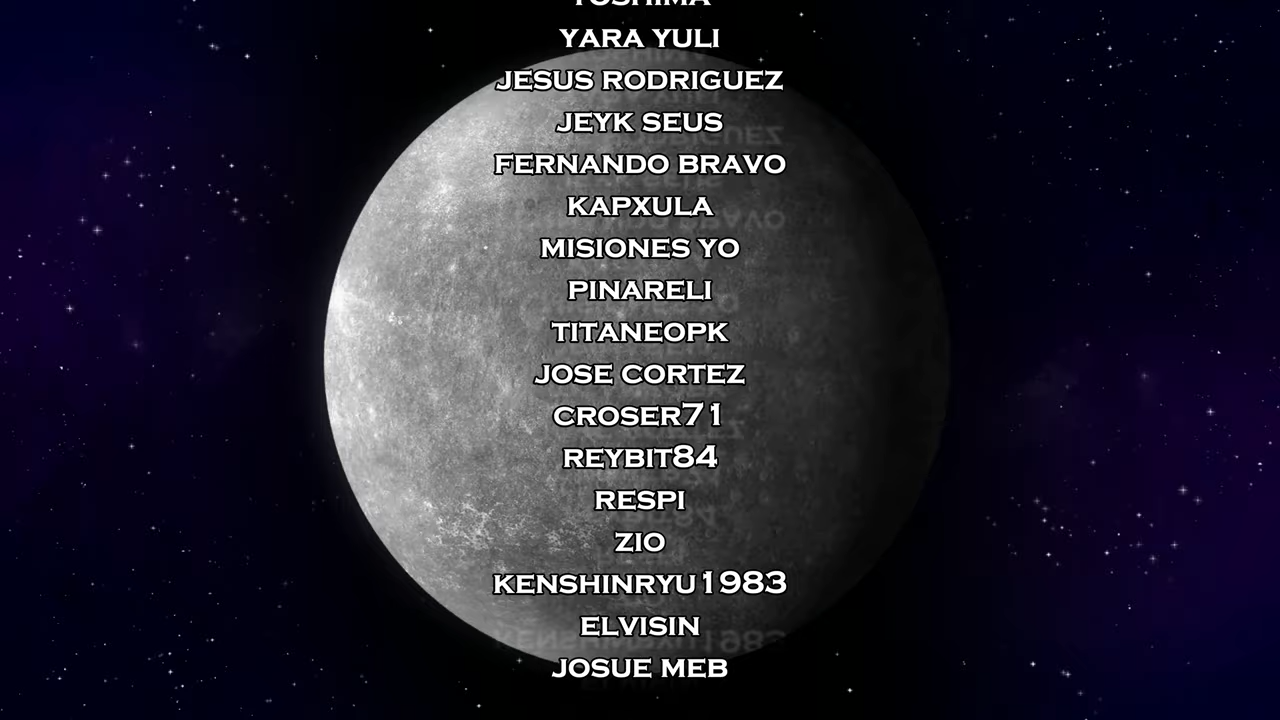 YOSHIMA
YARA YULI
JESUS RODRIGUEZ
JEYK SEUS
FERNANDO BRAVO
KAPXULA
MISIONES YO
PINARELI
TITANEOPK
JOSE CORTEZ
CROSER71
REYBIT84
RESPI
ZIO
KENSHINRYU1983
ELVISIN
JOSUE MEB